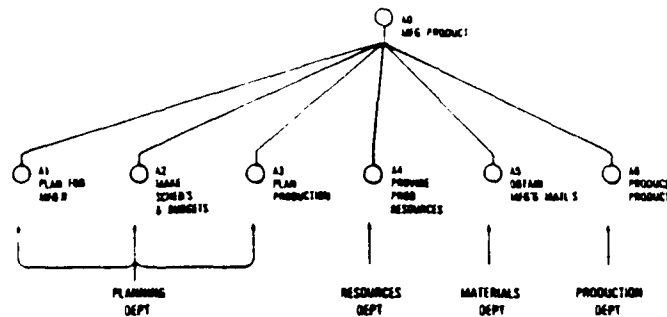 A0
MFG PRODUCT
A1
PLAN FOR
MFG'R
A2
MAKE
SCHED'S
& BUDGETS
A3
PLAN
PRODUCTION
A4
PROVIDE
PROD
RESOURCES
A5
OBTAIN
MFG'G MAT'L'S
A6
PRODUCE
PRODUCT
PLANNING
DEPT
RESOURCES
DEPT
MATERIALS
DEPT
PRODUCTION
DEPT